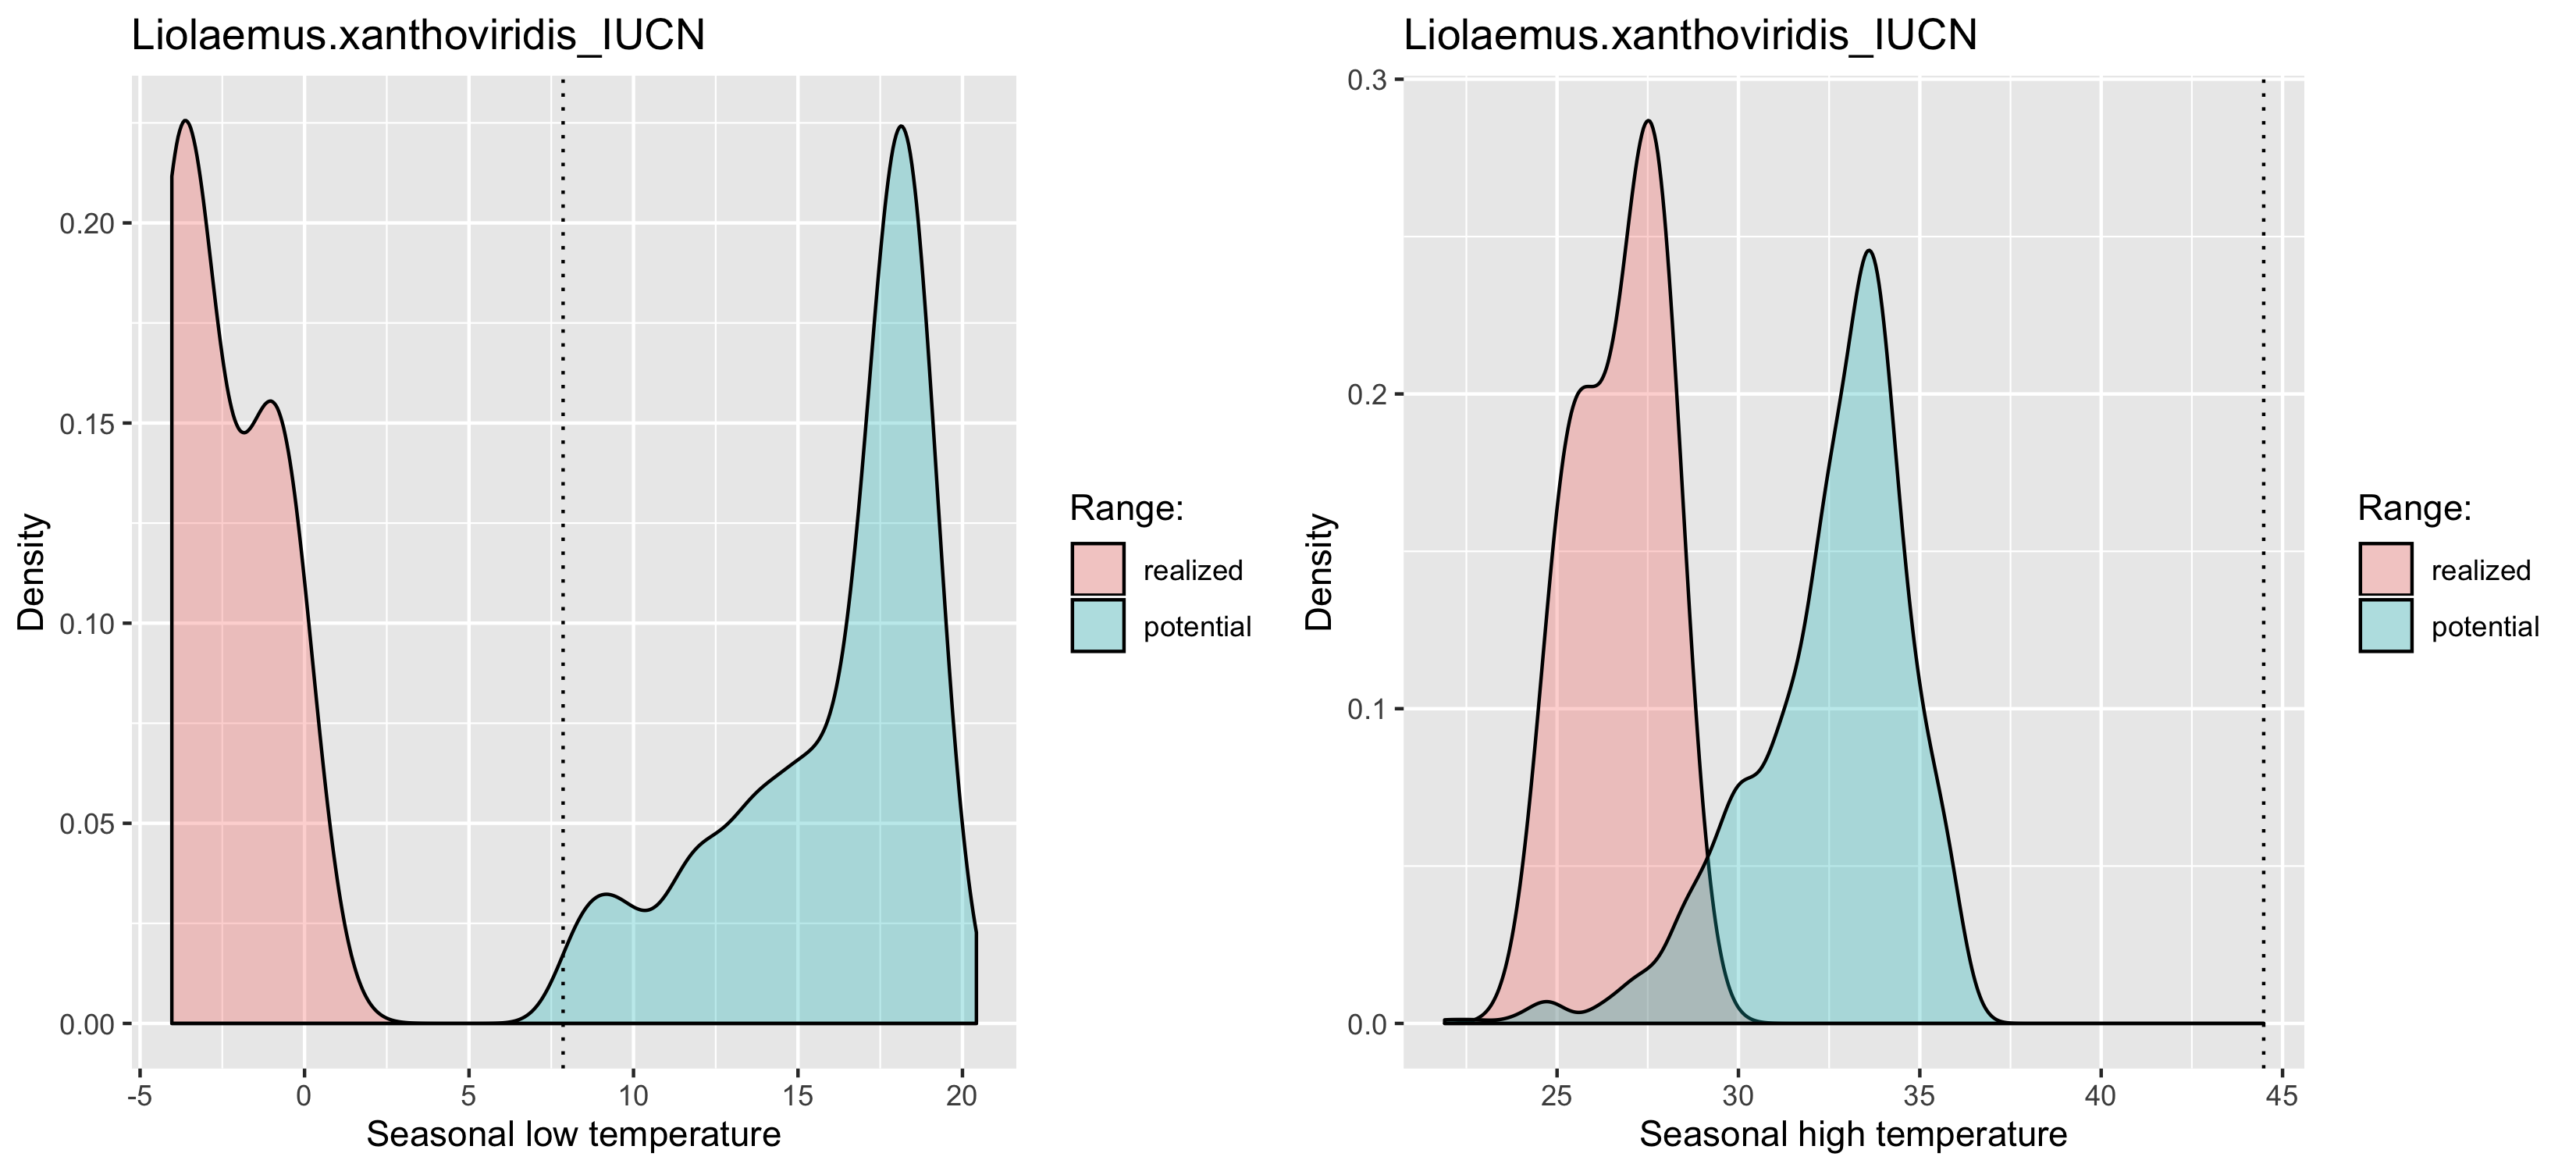 Liolaemus.xanthoviridis_IUCN
0.20
0.15
0.10
0.05
0.00
Density
-5 0 5 10 15 20
Seasonal low temperature
Range:
realized
potential
Liolaemus.xanthoviridis_IUCN
0.3
0.2
0.1
0.0
Density
25 30 35 40 45
Seasonal high temperature
Range:
realized
potential